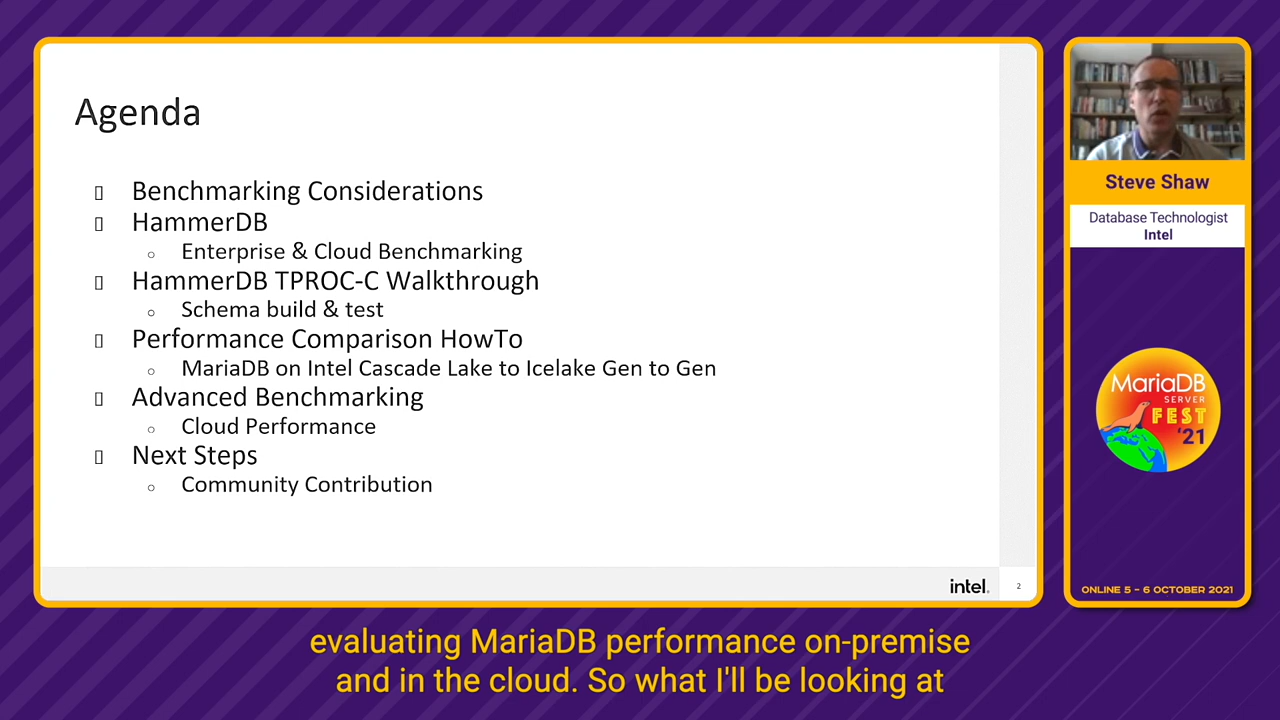 Agenda
Benchmarking Considerations
HammerDB
Enterprise & Cloud Benchmarking
HammerDB TPROC-C Walkthrough
Schema build & test
Performance Comparison HowTo
MariaDB on Intel Cascade Lake to Icelake Gen to Gen
Advanced Benchmarking
Cloud Performance
Next Steps
Community Contribution
intel.
2
Steve Shaw
Database Technologist
Intel
MariaDB
SERVER
FEST
'21
ONLINE 5 - 6 OCTOBER 2021
evaluating MariaDB performance on-premise
and in the cloud. So what I'll be looking at